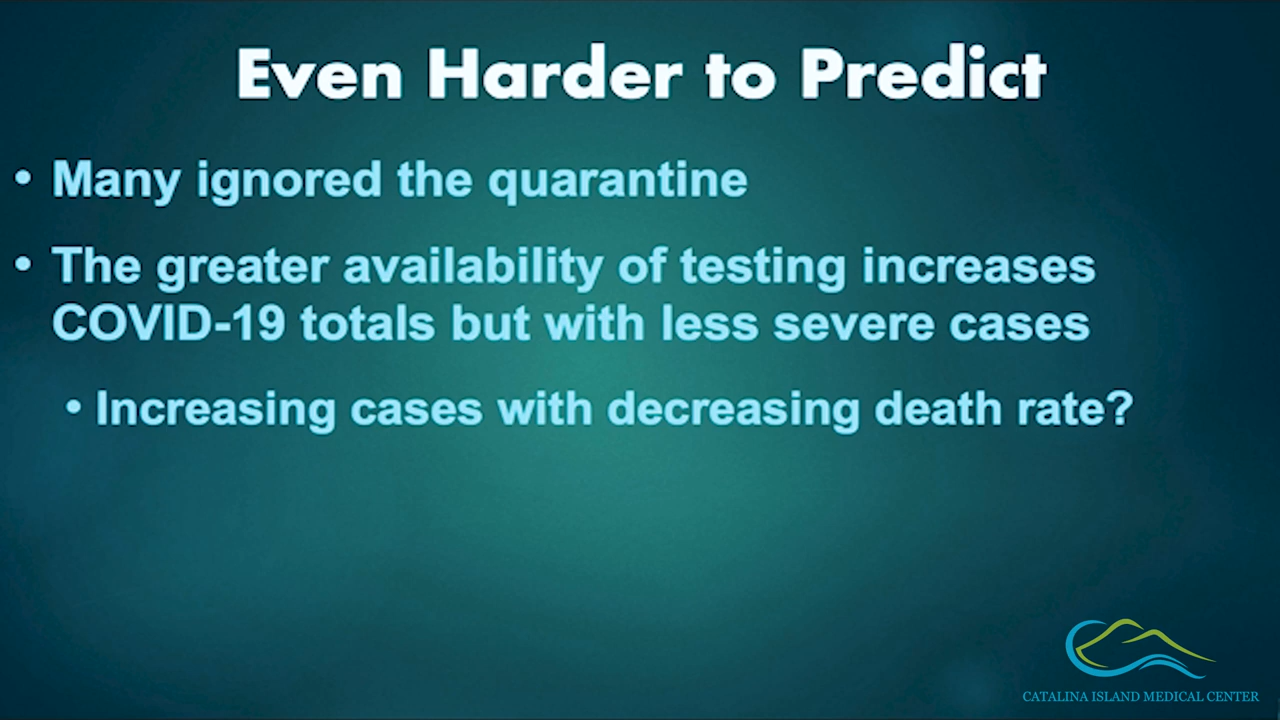 Even Harder to Predict
• Many ignored the quarantine
• The greater availability of testing increases
COVID-19 totals but with less severe cases
• Increasing cases with decreasing death rate?
CATALINA ISLAND MEDICAL CENTER